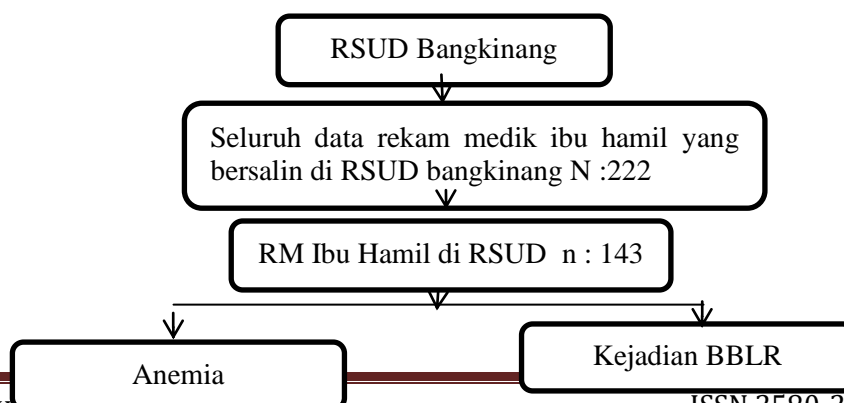 RSUD Bangkinang
Seluruh data rekam medik ibu hamil yang
bersalin di RSUD bangkinang N :222
RM Ibu Hamil di RSUD n : 143
Kejadian BBLR
Anemia